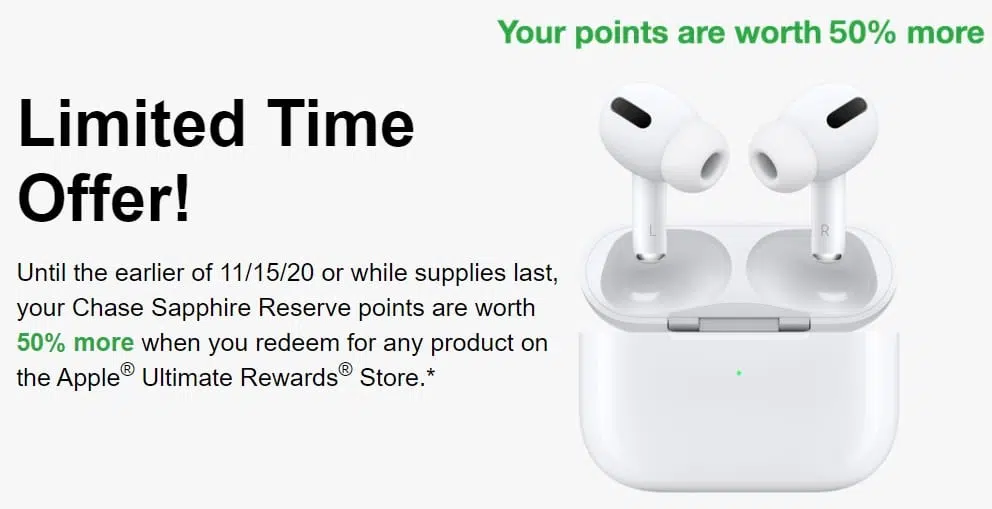 Your points are worth 50% more
Limited Time
Offer!
Until the earlier of 11/15/20 or while supplies last,
your Chase Sapphire Reserve points are worth
50% more when you redeem for any product on
the Apple® Ultimate Rewards® Store.*
L
R